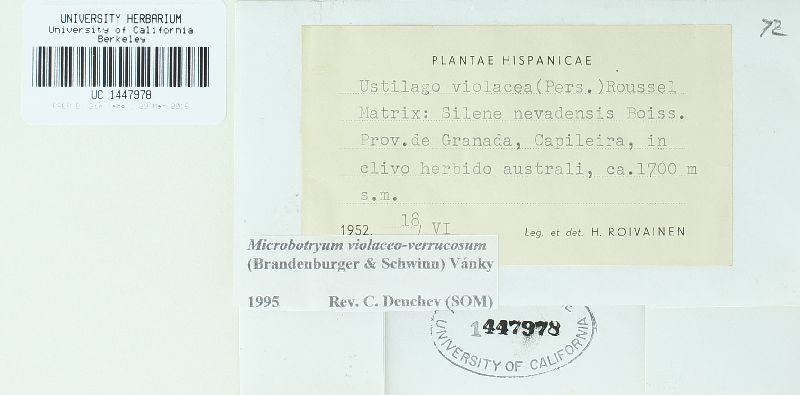 UNIVERSITY HERBARIUM
University of California
Berkeley
UC 1447978
72
PLANTAE HISPANICAE
Ustilago violacea(Pers.)Roussel
Matrix: Silene nevadensis Boiss.
Prov.de Granada, Capileira, in
clivo herbido australi, ca.1700 m
s.m.
1952. 18/VI Leg. et det. H. ROIVAINEN
Microbotryum violaceo-verrucosum
(Brandenburger & Schwinn) Vánky
1995 Rev. C. Denchev (SOM)
1447978
UNIVERSITY OF CALIFORNIA